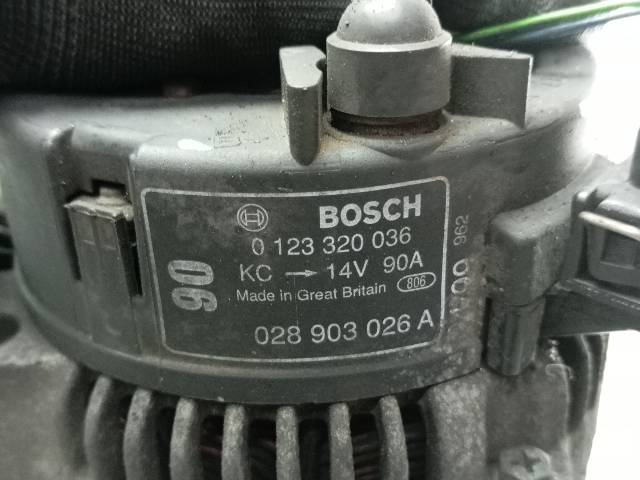 BOSCH
0 123 320 036
KC → 14V 90A
Made in Great Britain 806
028 903 026 A
90
962